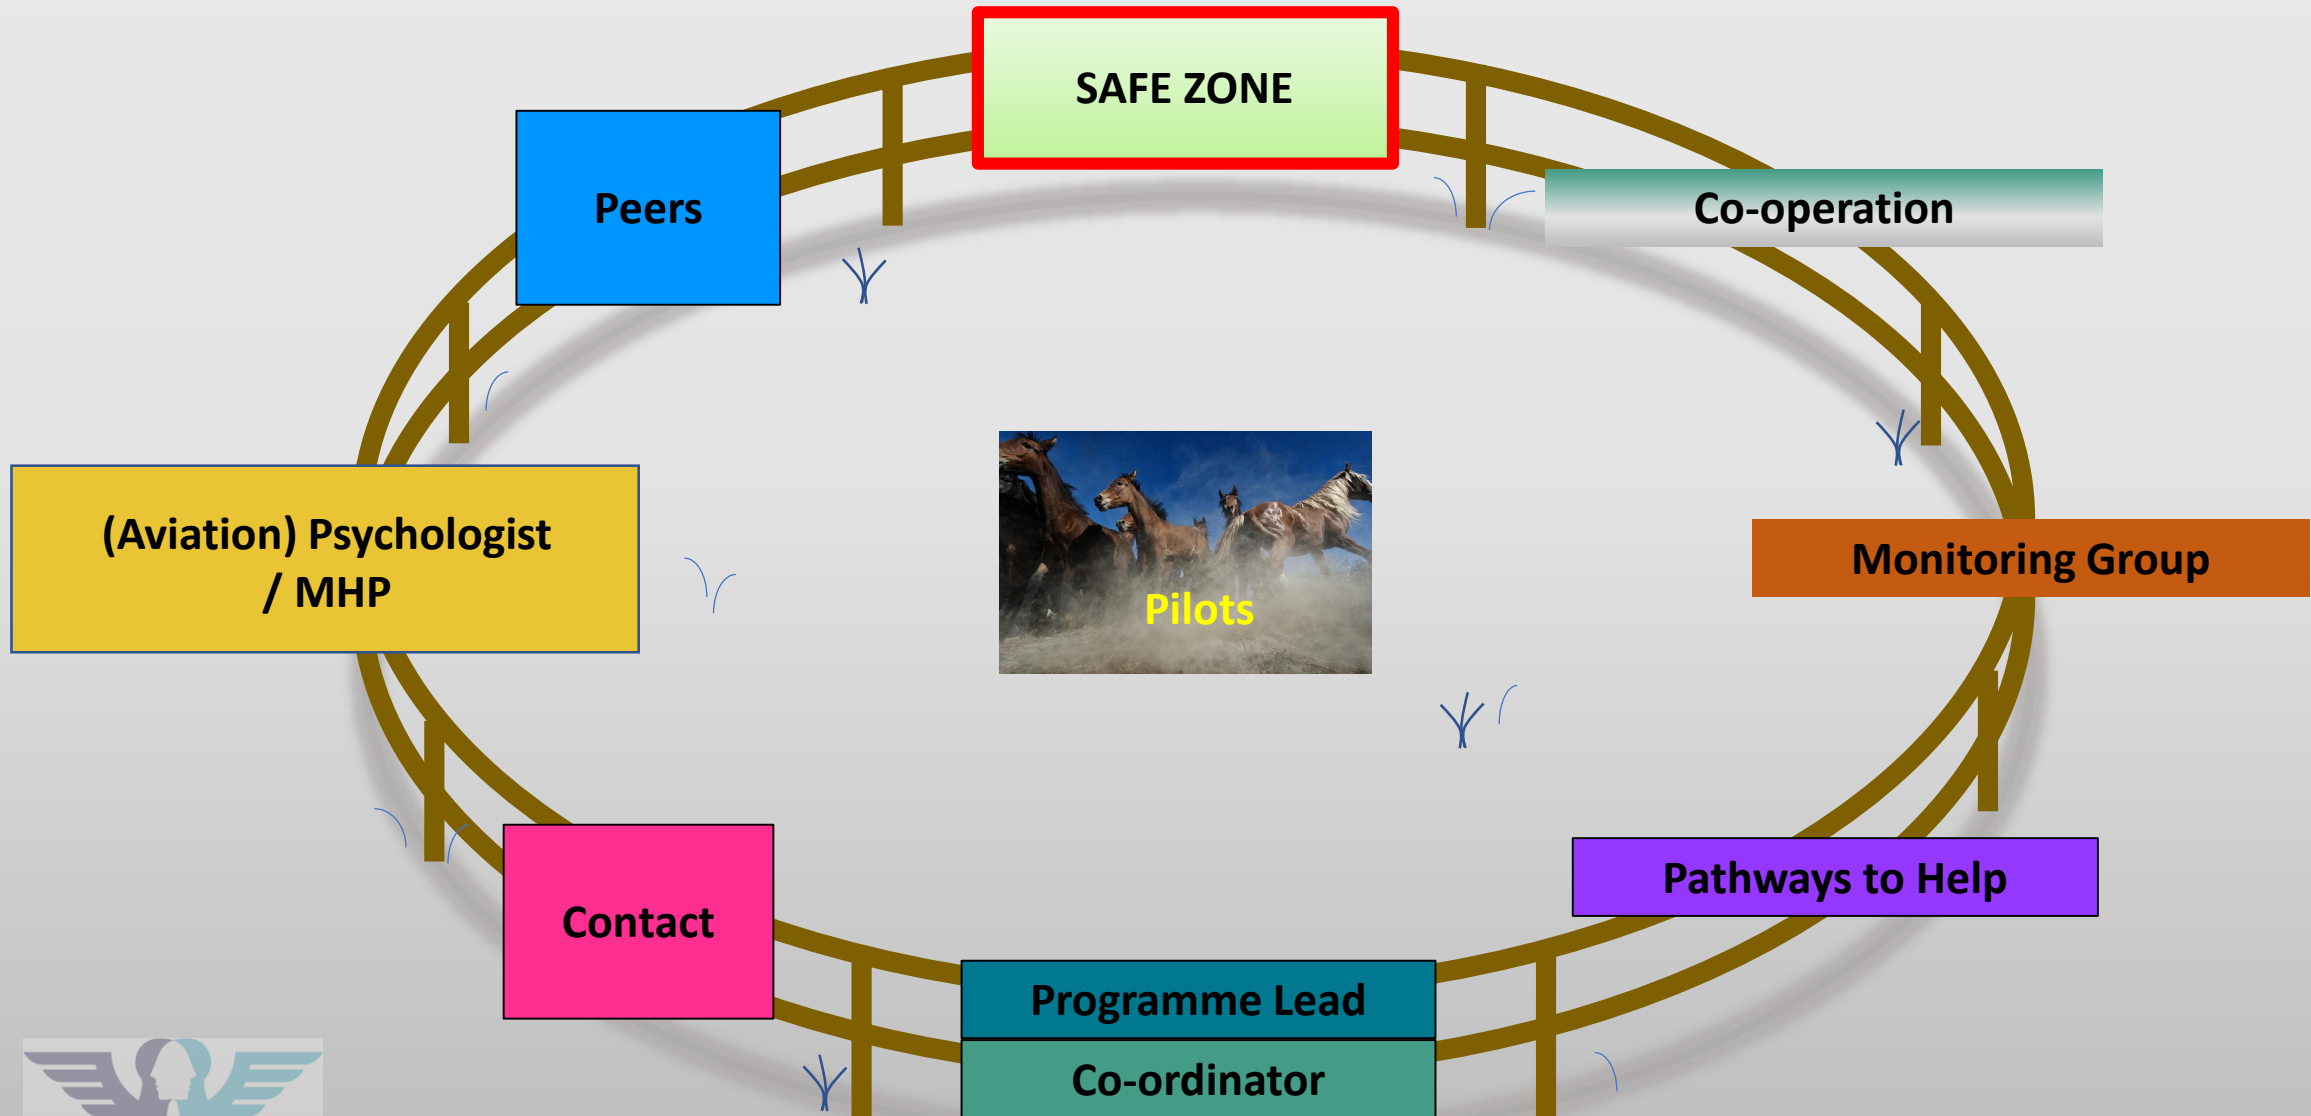 SAFE ZONE
Peers
Co-operation
(Aviation) Psychologist
/ MHP
Monitoring Group
Pilots
Pathways to Help
Contact
Programme Lead
Co-ordinator